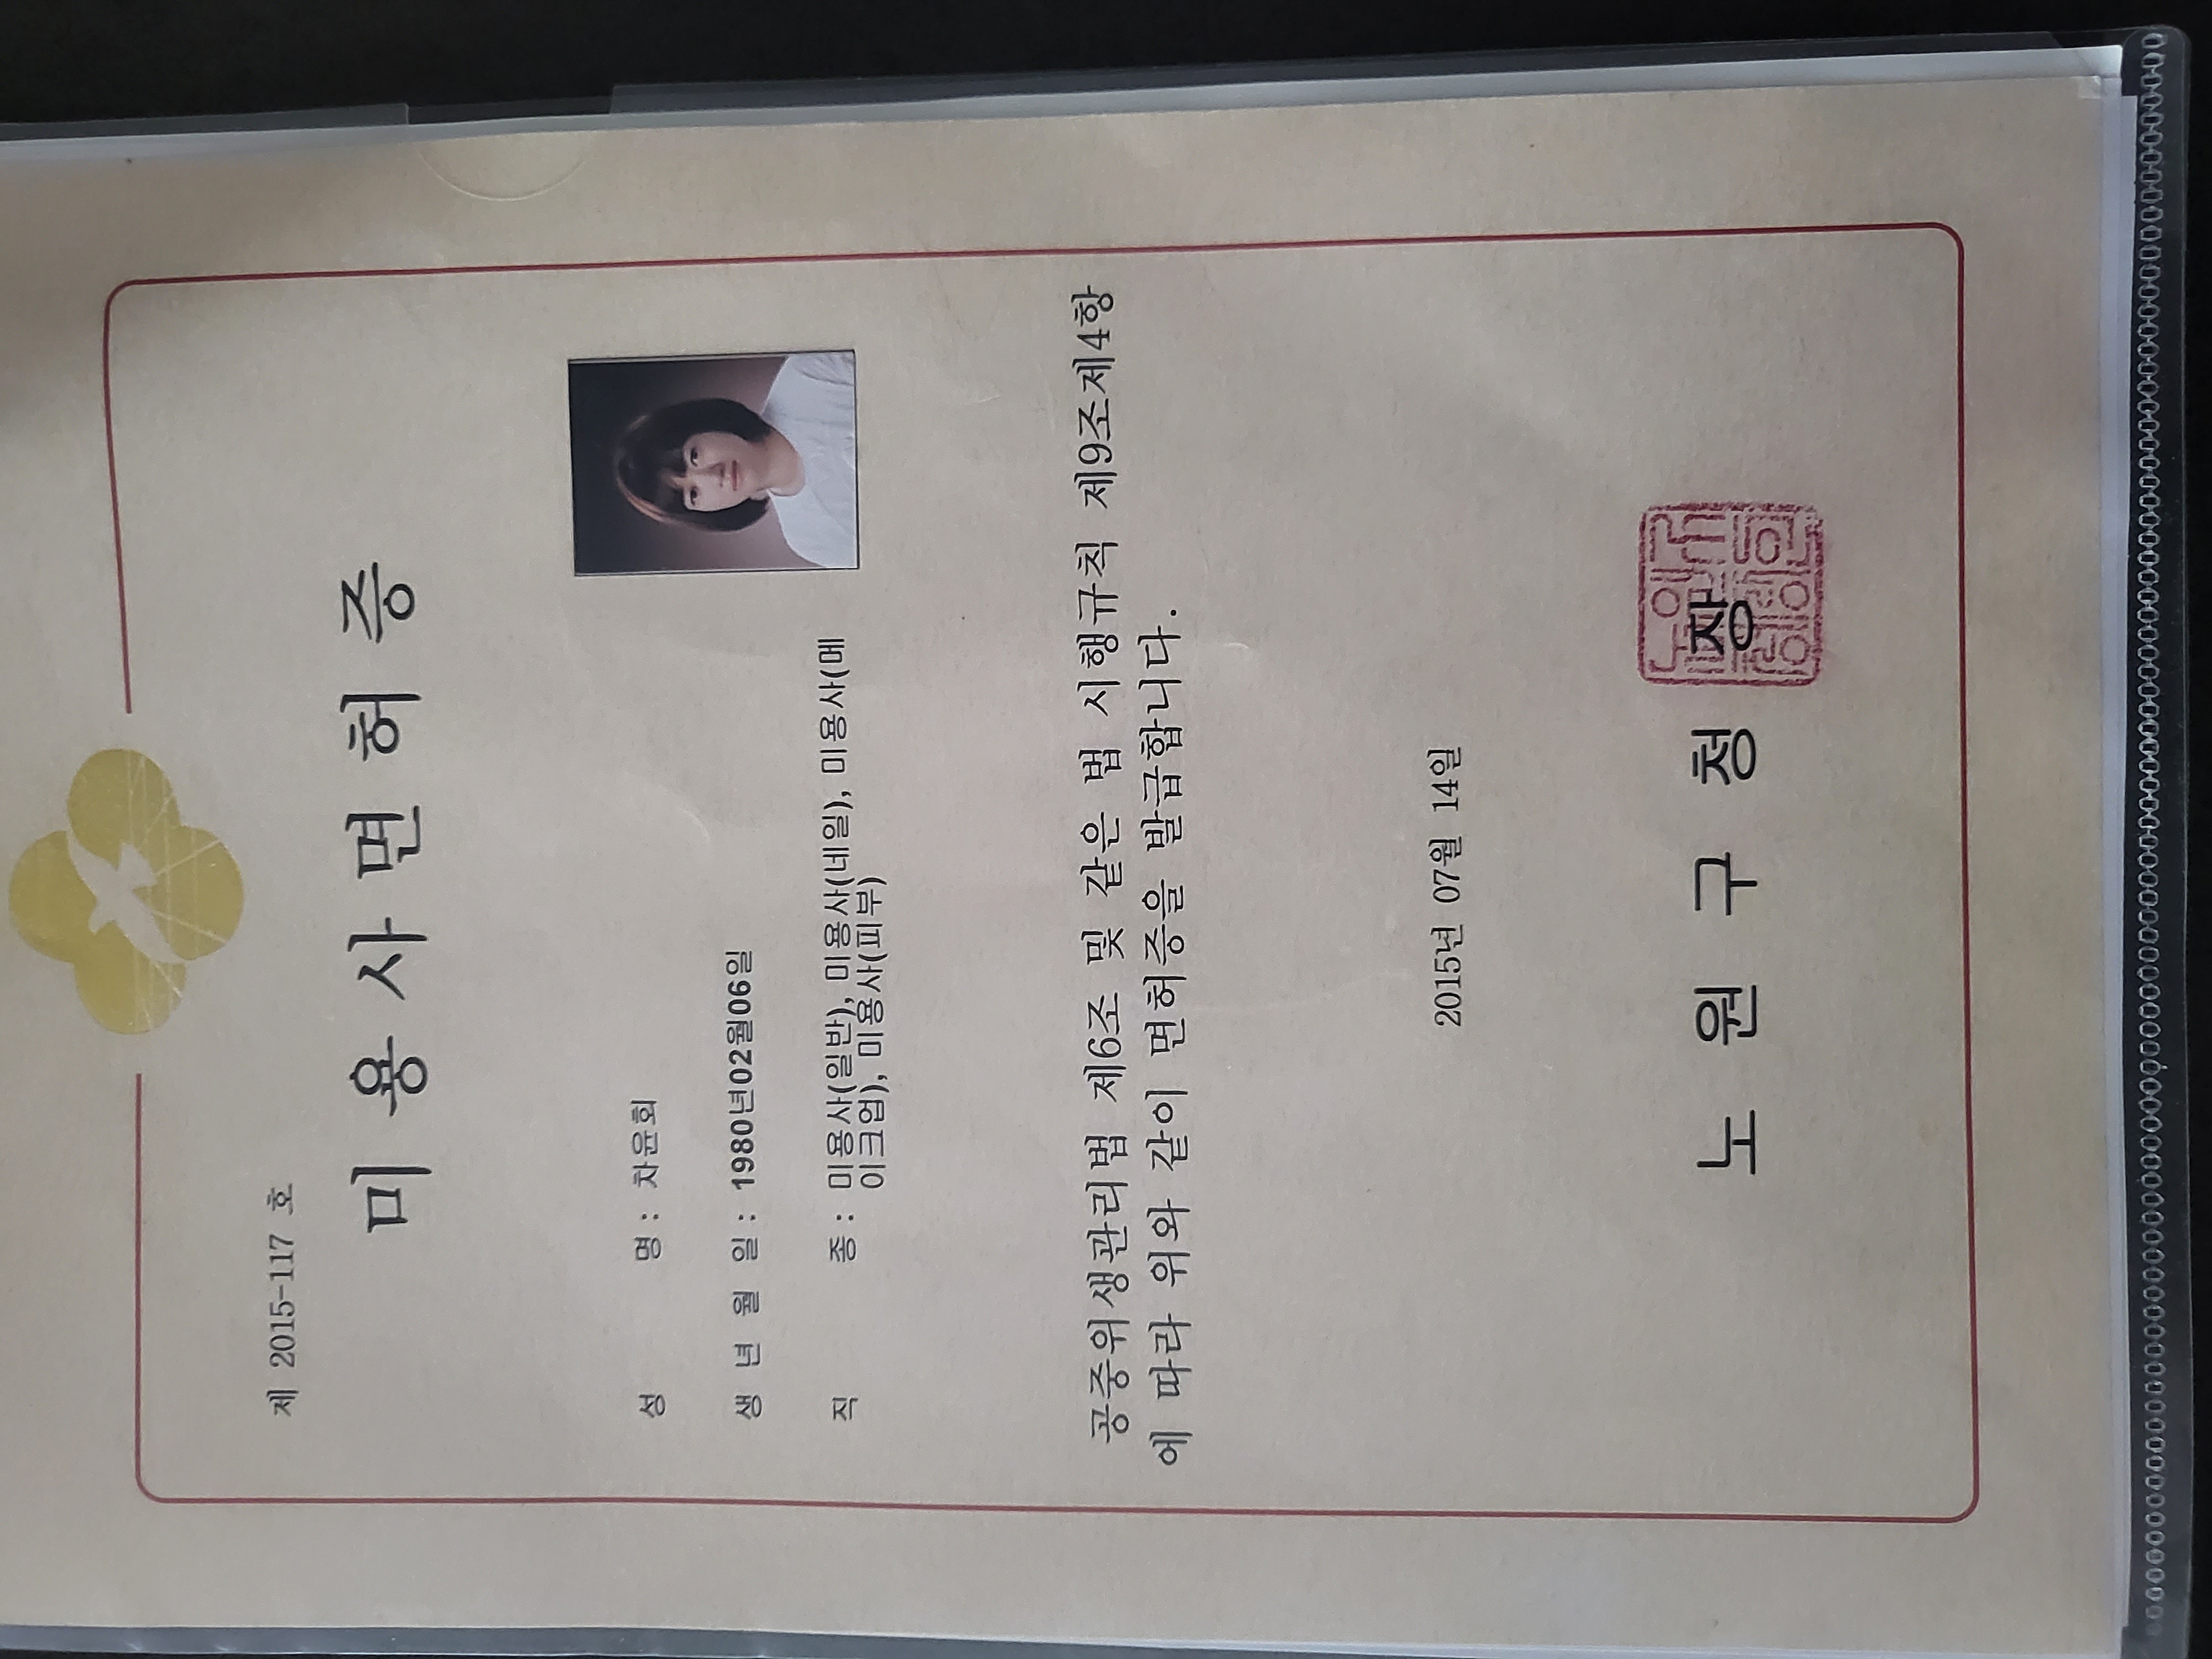 제 2015-117 호
미 용 사 면 허 증
성 명 : 차윤회
생 년 월 일 : 1980년02월06일
직 종 : 미용사(일반), 미용사(네일), 미용사(메
이크업), 미용사(피부)
공중위생관리법 제6조 및 같은 법 시행규칙 제9조제4항
에 따라 위와 같이 면허증을 발급합니다.
2015년 07월 14일
노 원 구 청 장